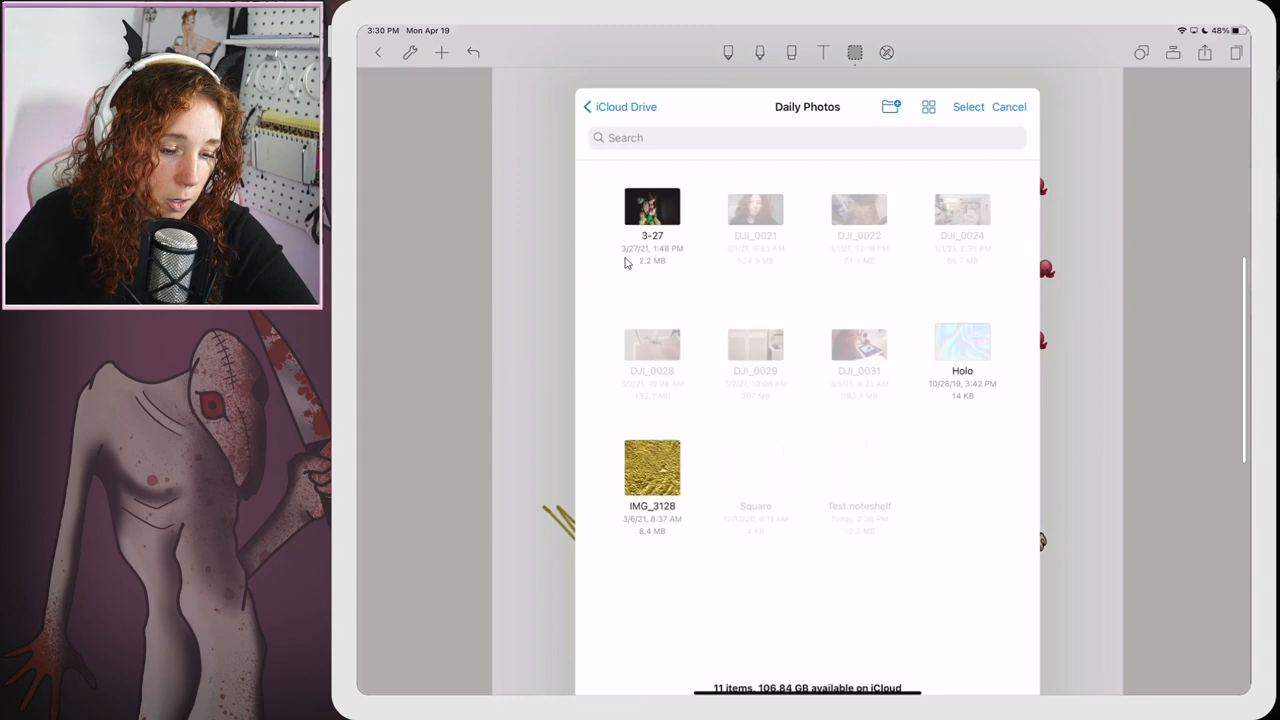 3:30 PM Mon Apr 19
48%
T
iCloud Drive
Daily Photos
Select Cancel
Search
3-27
3/27/21, 1:48 PM
2.2 MB
DJI_0021
DJI_0022
DJI_0024
DJI_0028
DJI_0029
DJI_0031
Holo
10/28/19, 3:42 PM
14 KB
IMG_3128
3/6/21, 8:37 AM
8.4 MB
Square
4 KB
Test.noteshelf
11 items, 106.84 GB available on iCloud